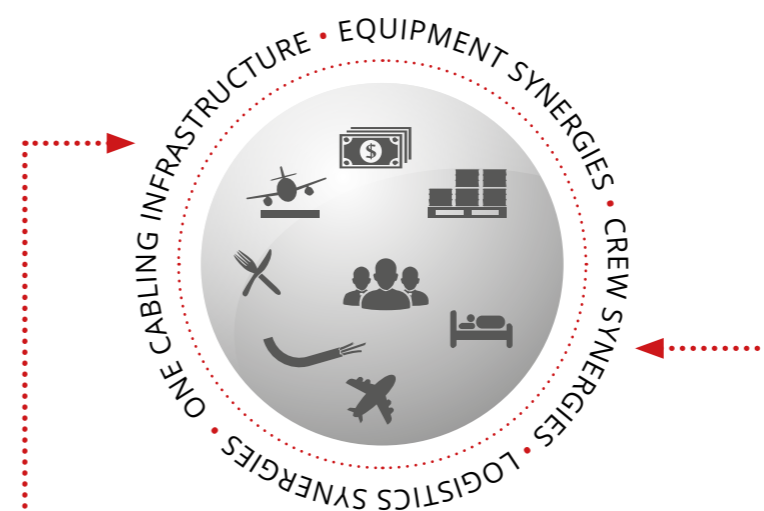 ONE CABLING INFRASTRUCTURE • EQUIPMENT SYNERGIES • CREW SYNERGIES • LOGISTICS SYNERGIES •
$